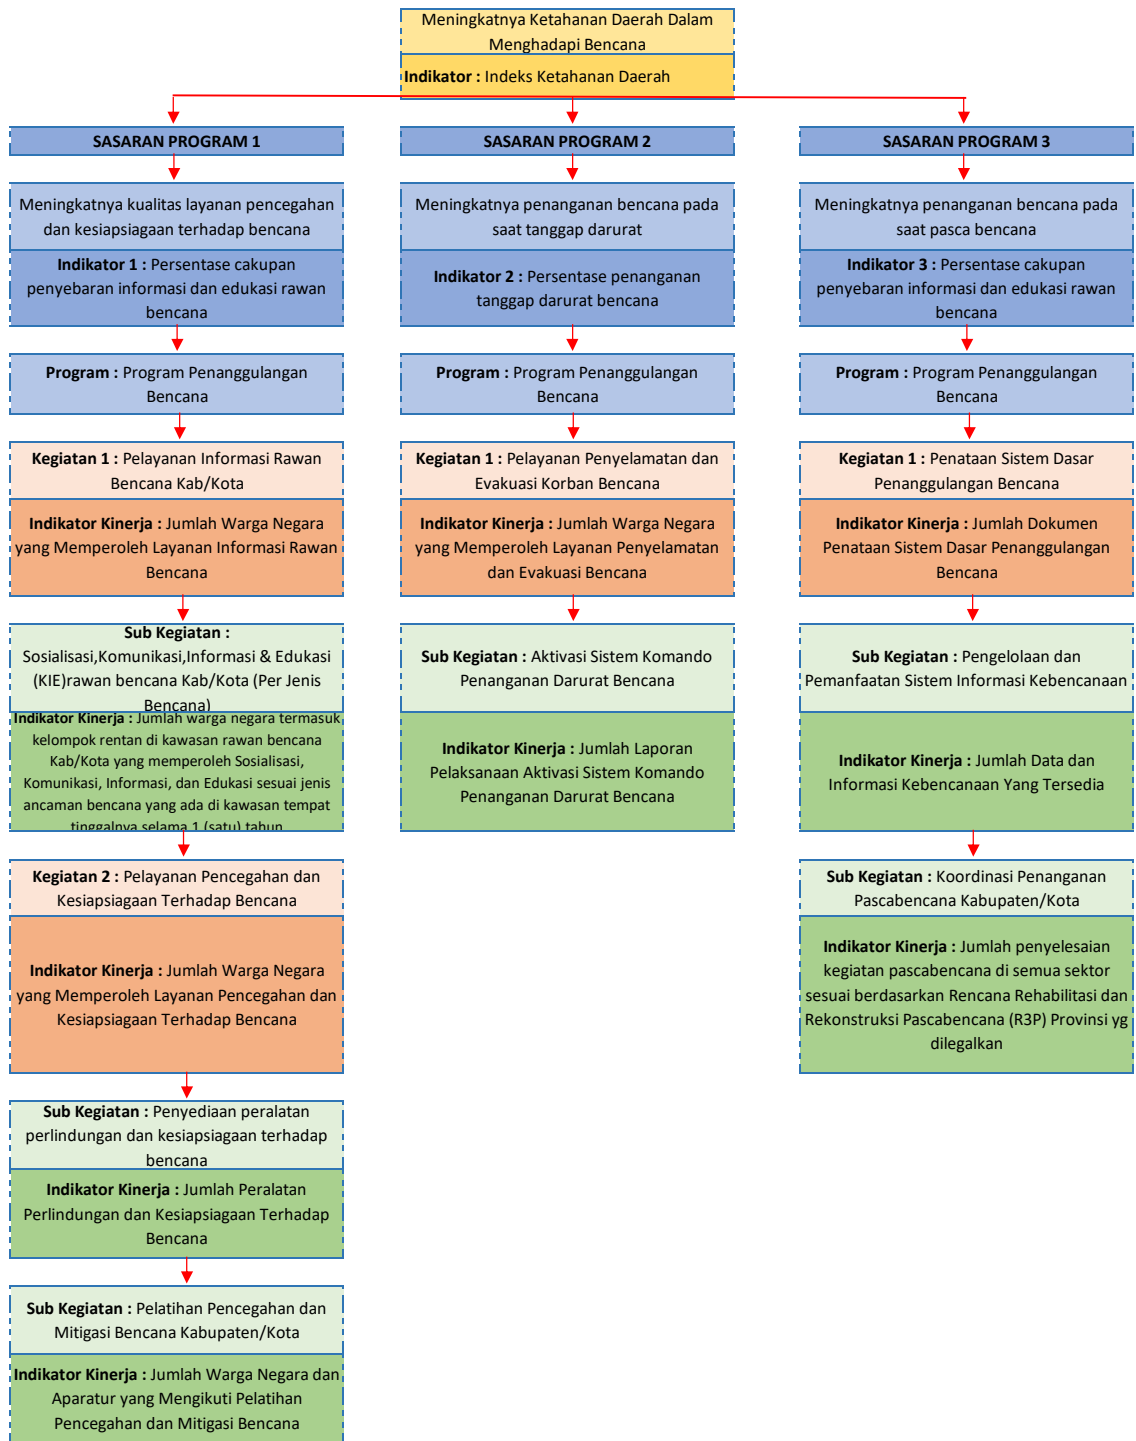 Meningkatnya Ketahanan Daerah Dalam
Menghadapi Bencana
Indikator : Indeks Ketahanan Daerah
SASARAN PROGRAM 1
Meningkatnya kualitas layanan pencegahan
dan kesiapsiagaan terhadap bencana
Indikator 1 : Persentase cakupan
penyebaran informasi dan edukasi rawan
bencana
Program : Program Penanggulangan
Bencana
Kegiatan 1 : Pelayanan Informasi Rawan
Bencana Kab/Kota
Indikator Kinerja : Jumlah Warga Negara
yang Memperoleh Layanan Informasi Rawan
Bencana
Sub Kegiatan :
Sosialisasi,Komunikasi,Informasi & Edukasi
(KIE)rawan bencana Kab/Kota (Per Jenis
Bencana)
Indikator Kinerja : Jumlah warga negara termasuk
kelompok rentan di kawasan rawan bencana
Kab/Kota yang memperoleh Sosialisasi,
Komunikasi, Informasi, dan Edukasi sesuai jenis
ancaman bencana yang ada di kawasan tempat
tinggalnya selama 1 (satu) tahun
Kegiatan 2 : Pelayanan Pencegahan dan
Kesiapsiagaan Terhadap Bencana
Indikator Kinerja : Jumlah Warga Negara
yang Memperoleh Layanan Pencegahan dan
Kesiapsiagaan Terhadap Bencana
Sub Kegiatan : Penyediaan peralatan
perlindungan dan kesiapsiagaan terhadap
bencana
Indikator Kinerja : Jumlah Peralatan
Perlindungan dan Kesiapsiagaan Terhadap
Bencana
Sub Kegiatan : Pelatihan Pencegahan dan
Mitigasi Bencana Kabupaten/Kota
Indikator Kinerja : Jumlah Warga Negara dan
Aparatur yang Mengikuti Pelatihan
Pencegahan dan Mitigasi Bencana
SASARAN PROGRAM 2
Meningkatnya penanganan bencana pada
saat tanggap darurat
Indikator 2 : Persentase penanganan
tanggap darurat bencana
Program : Program Penanggulangan
Bencana
Kegiatan 1 : Pelayanan Penyelamatan dan
Evakuasi Korban Bencana
Indikator Kinerja : Jumlah Warga Negara
yang Memperoleh Layanan Penyelamatan
dan Evakuasi Bencana
Sub Kegiatan : Aktivasi Sistem Komando
Penanganan Darurat Bencana
Indikator Kinerja : Jumlah Laporan
Pelaksanaan Aktivasi Sistem Komando
Penanganan Darurat Bencana
SASARAN PROGRAM 3
Meningkatnya penanganan bencana pada
saat pasca bencana
Indikator 3 : Persentase cakupan
penyebaran informasi dan edukasi rawan
bencana
Program : Program Penanggulangan
Bencana
Kegiatan 1 : Penataan Sistem Dasar
Penanggulangan Bencana
Indikator Kinerja : Jumlah Dokumen
Penataan Sistem Dasar Penanggulangan
Bencana
Sub Kegiatan : Pengelolaan dan
Pemanfaatan Sistem Informasi Kebencanaan
Indikator Kinerja : Jumlah Data dan
Informasi Kebencanaan Yang Tersedia
Sub Kegiatan : Koordinasi Penanganan
Pascabencana Kabupaten/Kota
Indikator Kinerja : Jumlah penyelesaian
kegiatan pascabencana di semua sektor
sesuai berdasarkan Rencana Rehabilitasi dan
Rekonstruksi Pascabencana (R3P) Provinsi yg
dilegalkan